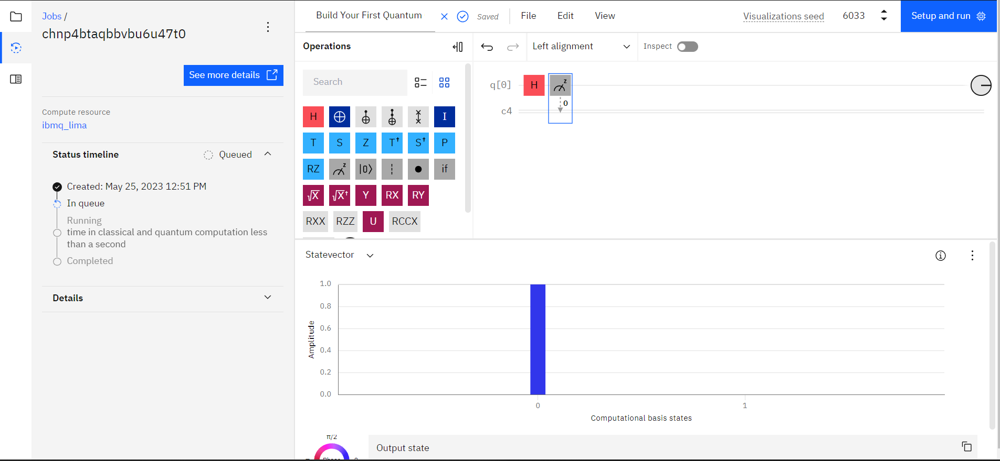 Jobs /
chnp4btaqbbvbu6u47t0
See more details
Compute resource
ibmq_lima
Status timeline
Queued
Created: May 25, 2023 12:51 PM
In queue
Running
time in classical and quantum computation less
than a second
Completed
Details
Build Your First Quantum
Saved
File
Edit
View
Visualizations seed
6033
Setup and run
Operations
Left alignment
Inspect
Search
H
I
T S Z T† S† P
RZ z |0⟩ if
√X √X† Y RX RY
RXX RZZ U RCCX
q[0] H z
0
c4
Statevector
1.0
0.8
0.6
0.4
0.2
0.0
Amplitude
0 1
Computational basis states
π/2
Phase
Output state